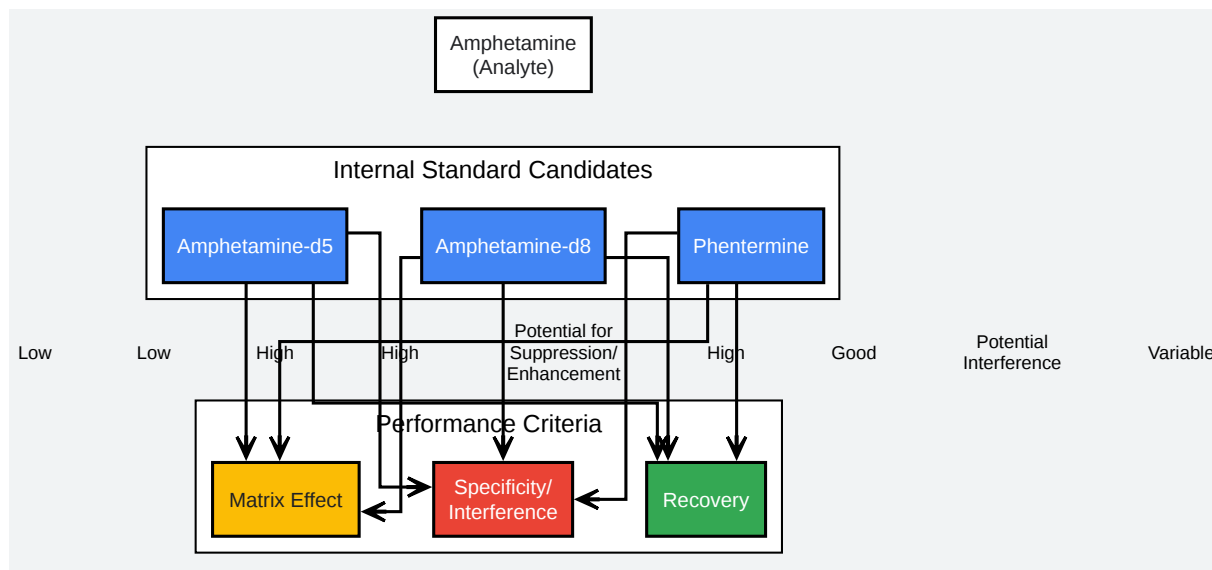 Amphetamine
(Analyte)
Internal Standard Candidates
Amphetamine-d5
Amphetamine-d8
Phentermine
Low
Low
High
High
Potential for
Suppression/
Enhancement
High
Good
Potential
Interference
Variable
Performance Criteria
Matrix Effect
Specificity/
Interference
Recovery